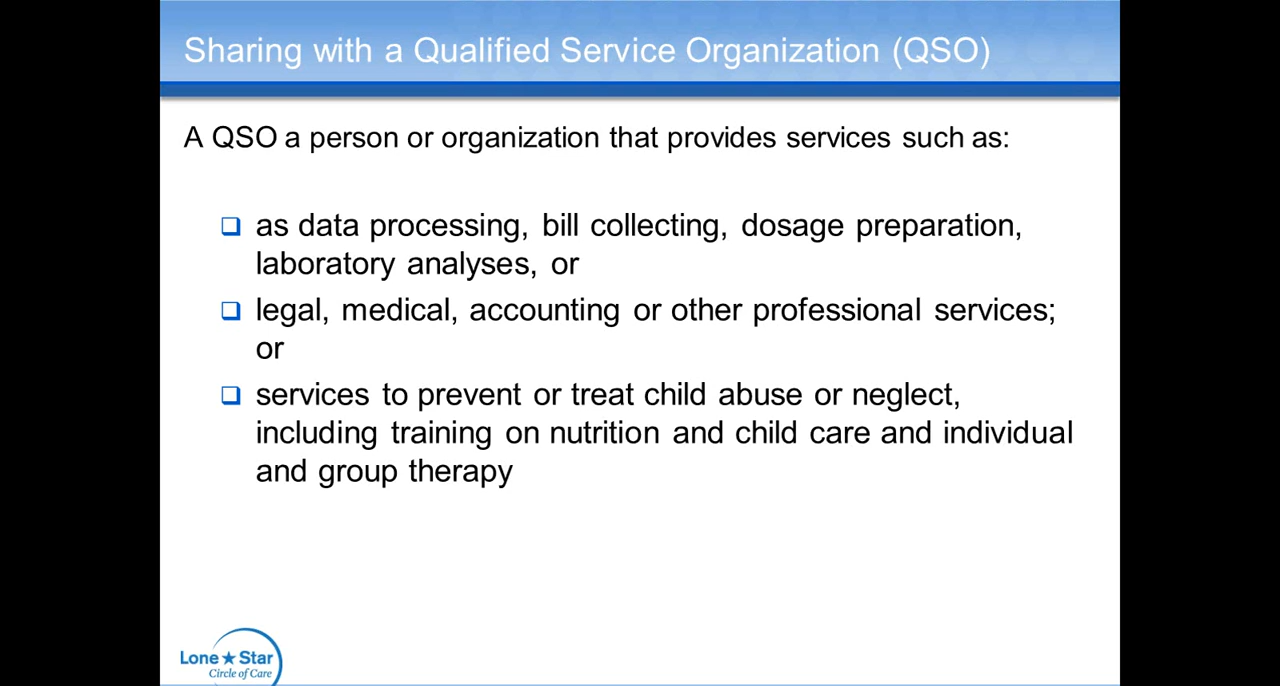 Sharing with a Qualified Service Organization (QSO)
A QSO a person or organization that provides services such as:
as data processing, bill collecting, dosage preparation,
laboratory analyses, or
legal, medical, accounting or other professional services;
or
services to prevent or treat child abuse or neglect,
including training on nutrition and child care and individual
and group therapy
Lone★Star
Circle of Care